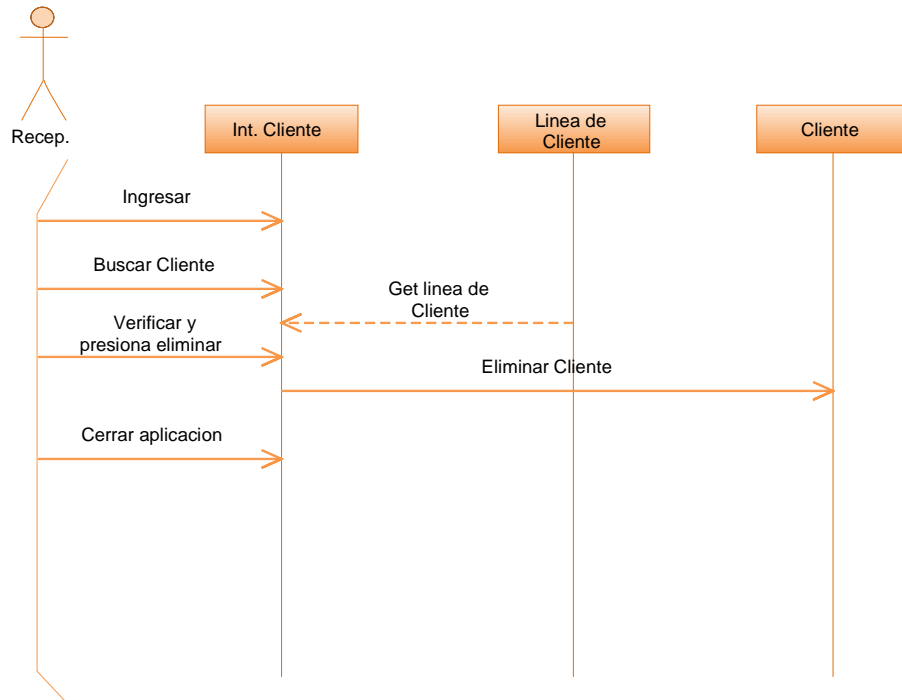 Recep.
Int. Cliente
Linea de
Cliente
Cliente
Ingresar
Buscar Cliente
Get linea de
Cliente
Verificar y
presiona eliminar
Eliminar Cliente
Cerrar aplicacion